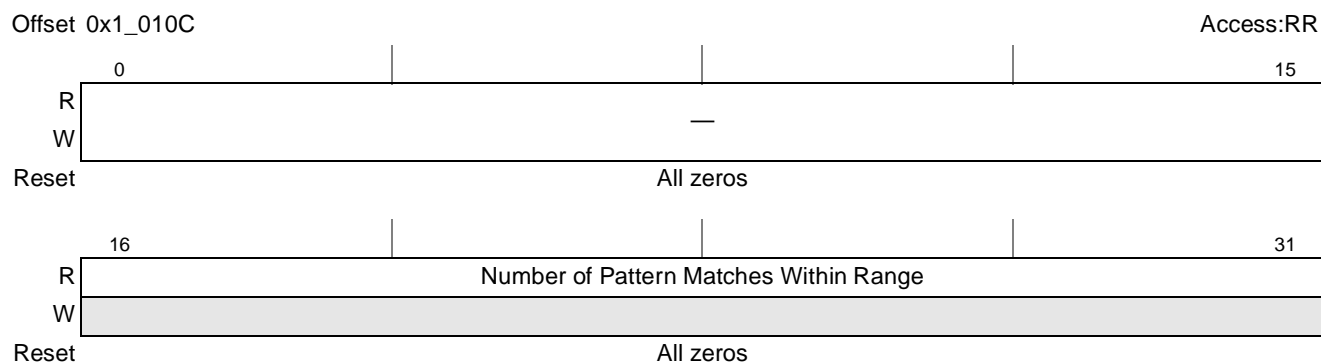 Offset 0x1_010C Access:RR
0 15
R
—
W
Reset All zeros
16 31
R Number of Pattern Matches Within Range
W
Reset All zeros